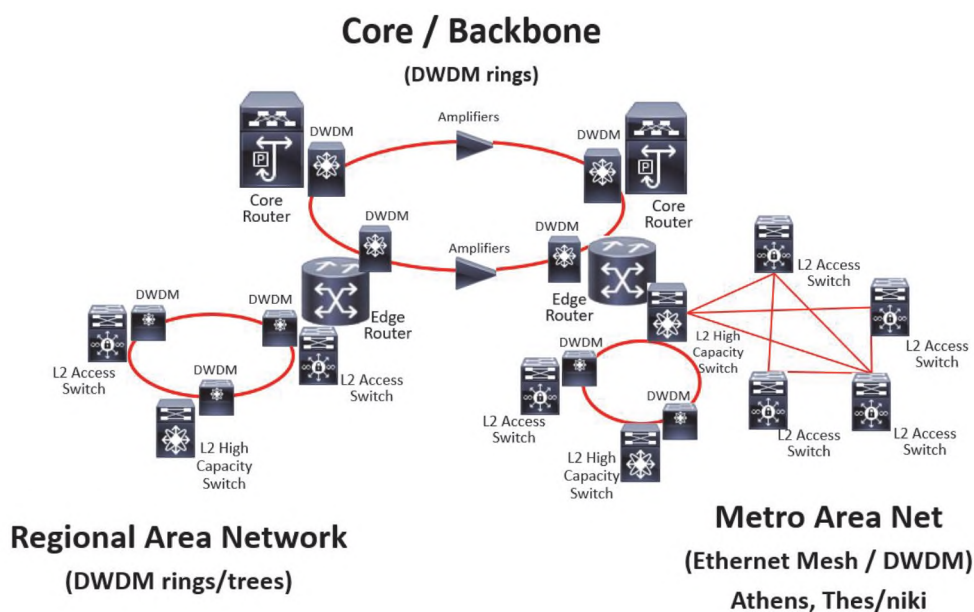 Core / Backbone
(DWDM rings)
Amplifiers
DWDM
DWDM
P
P
Core
Router
Core
Router
DWDM
DWDM
Amplifiers
L2 Access
Switch
Edge
Router
Edge
Router
DWDM
DWDM
L2 Access
Switch
L2 High
Capacity
Switch
L2 Access
Switch
DWDM
L2 Access
Switch
DWDM
DWDM
L2 Access
Switch
L2 Access
Switch
L2 Access
Switch
L2 High
Capacity
Switch
L2 High
Capacity
Switch
Regional Area Network
(DWDM rings/trees)
Metro Area Net
(Ethernet Mesh / DWDM)
Athens, Thes/niki